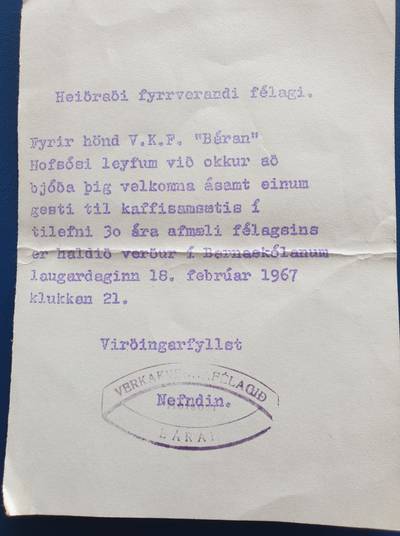 Heiðraði fyrrverandi félagi.
Fyrir hönd V.K.F. "Báran"
Hofsósi leyfum við okkur að
bjóða þig velkomna ásamt einum
gesti til kaffisamsætis í
tilefni 30 ára afmæli félagsins
er haldið verður í Barnaskólanum
laugardaginn 18. febrúar 1967
klukkan 21.
Virðingarfyllst
Nefndin.